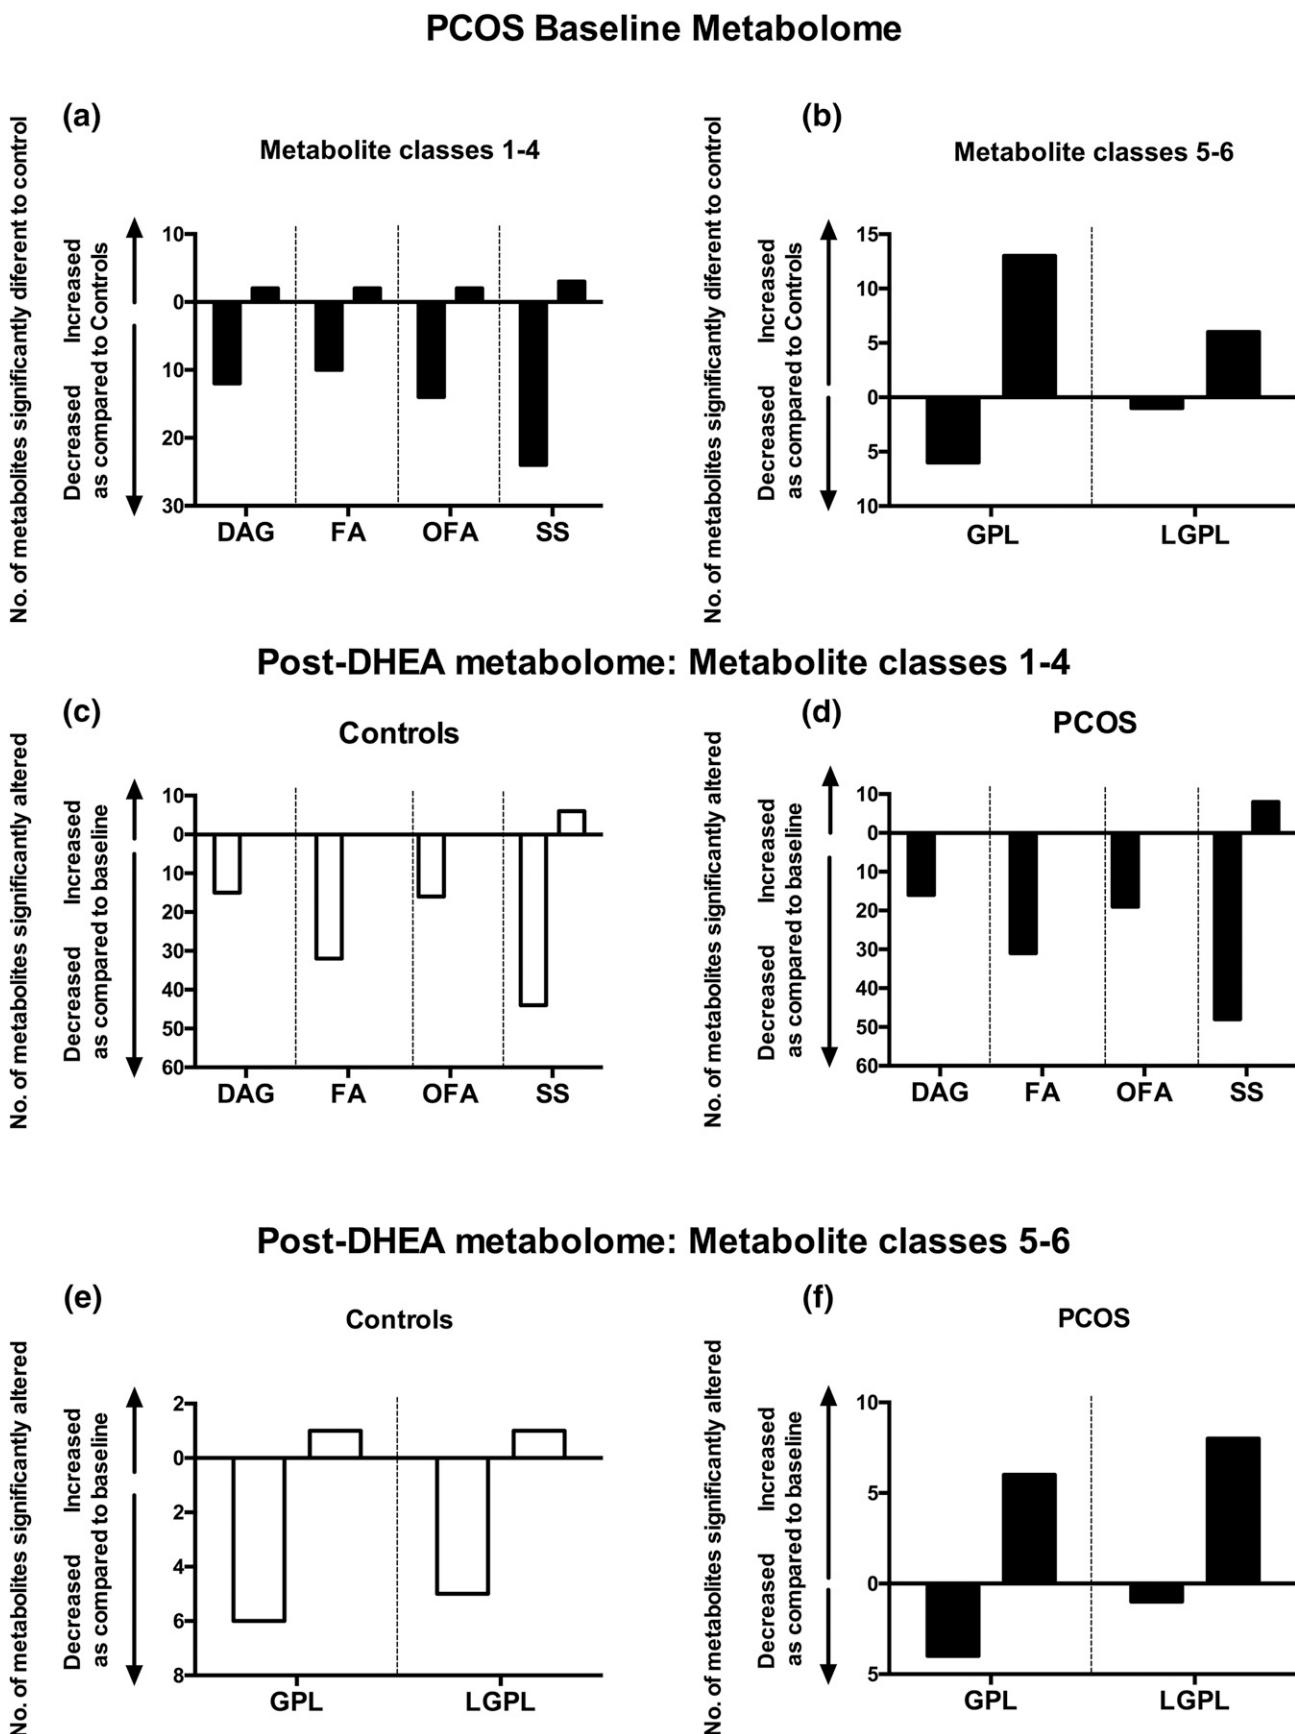 PCOS Baseline Metabolome
(a)
Metabolite classes 1-4
No. of metabolites significantly diferent to control
Decreased Increased
as compared to Controls
10
0
10
20
30
DAG FA OFA SS
(b)
Metabolite classes 5-6
No. of metabolites significantly diferent to control
Decreased Increased
as compared to Controls
15
10
5
0
5
10
GPL LGPL
Post-DHEA metabolome: Metabolite classes 1-4
(c)
Controls
No. of metabolites significantly altered
Decreased Increased
as compared to baseline
10
0
10
20
30
40
50
60
DAG FA OFA SS
(d)
PCOS
No. of metabolites significantly altered
Decreased Increased
as compared to baseline
10
0
10
20
30
40
50
60
DAG FA OFA SS
Post-DHEA metabolome: Metabolite classes 5-6
(e)
Controls
No. of metabolites significantly altered
Decreased Increased
as compared to baseline
2
0
2
4
6
8
GPL LGPL
(f)
PCOS
No. of metabolites significantly altered
Decreased Increased
as compared to baseline
10
5
0
5
GPL LGPL